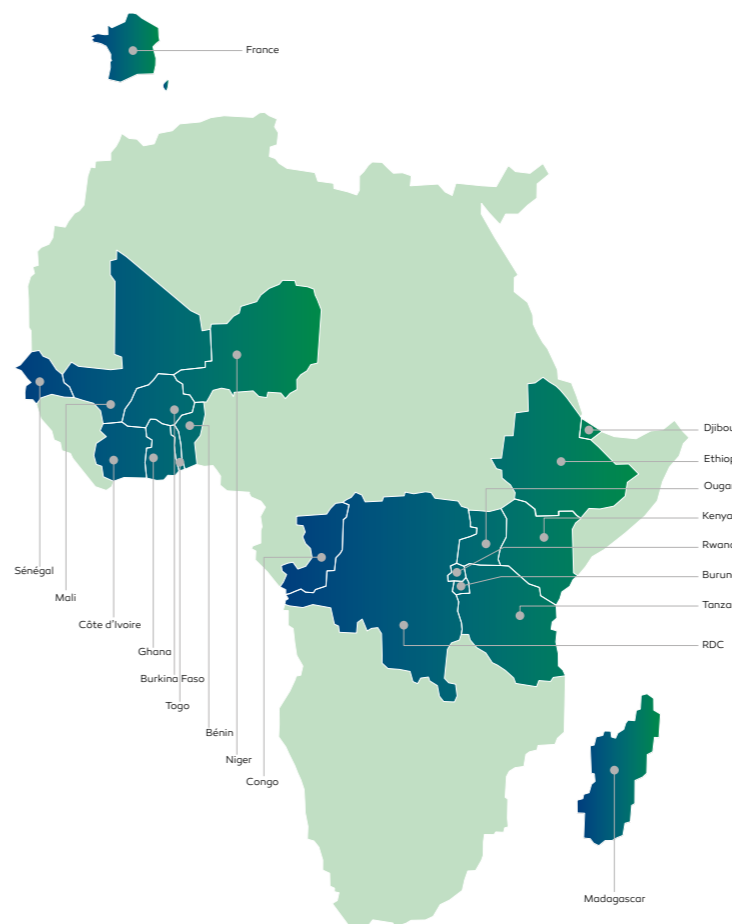 France
Djibou
Ethiop
Ouga
Kenya
Rwand
Burun
Tanza
RDC
Sénégal
Mali
Côte d'Ivoire
Ghana
Burkina Faso
Togo
Bénin
Niger
Congo
Madagascar